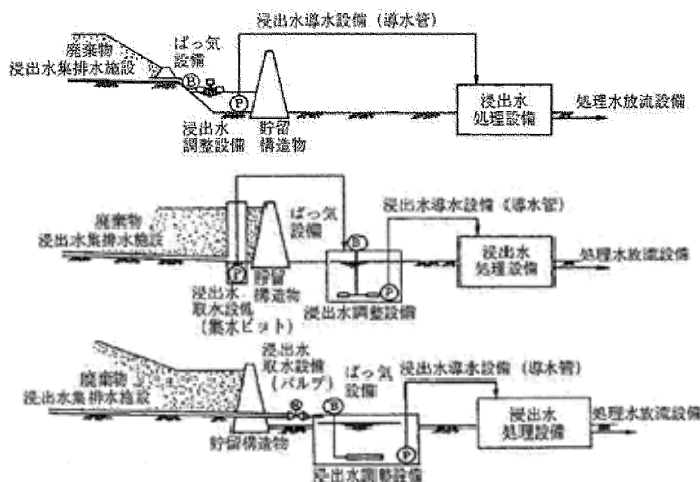 浸出水導水設備（導水管）
ばっ気
設備
廃棄物
浸出水集排水施設
B
P
浸出水
調整設備
貯留
構造物
浸出水
処理設備
処理水放流設備
ばっ気
設備
浸出水導水設備（導水管）
廃棄物
浸出水集排水施設
B
P
P
貯留
構造物
浸出水
取水設備
（集水ピット）
浸出水調整設備
浸出水
処理設備
処理水放流設備
浸出水
取水設備
（バルブ）
ばっ気
設備
浸出水導水設備（導水管）
廃棄物
浸出水集排水施設
B
P
貯留構造物
浸出水調整設備
浸出水
処理設備
処理水放流設備